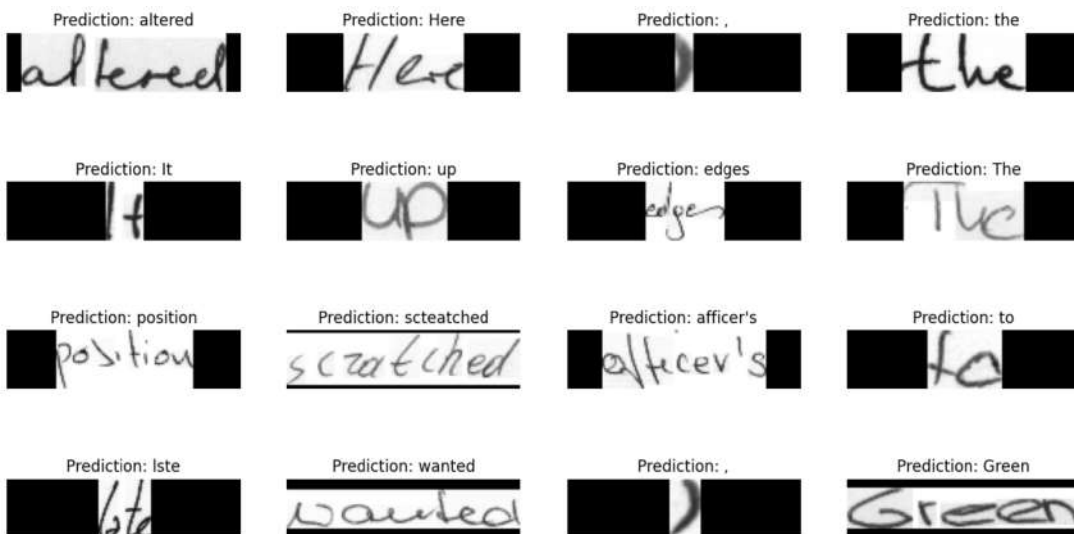 Prediction: altered Prediction: Here Prediction: , Prediction: the
altered Here , the
Prediction: It Prediction: up Prediction: edges Prediction: The
It up edges The
Prediction: position Prediction: scteatched Prediction: afficer's Prediction: to
position scratched officer's to
Prediction: lste Prediction: wanted Prediction: , Prediction: Green
late wanted , Green